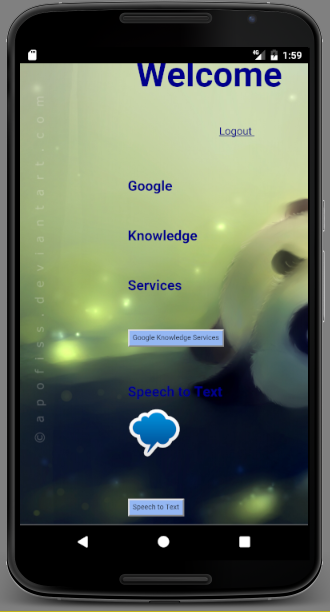 4G 1:59
Welcome
Logout
Google
Knowledge
Services
Google Knowledge Services
Speech to Text
Speech to Text
© apofiss.deviantart.com